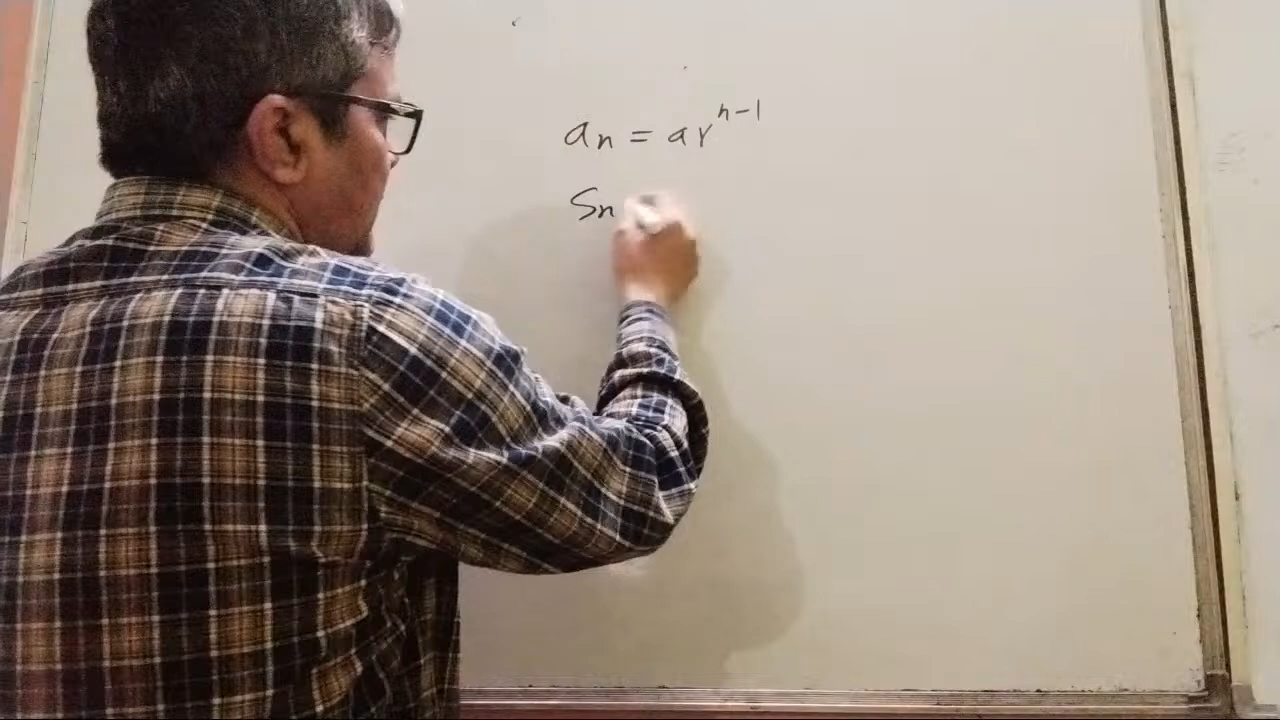 an = ar^n-1
Sn